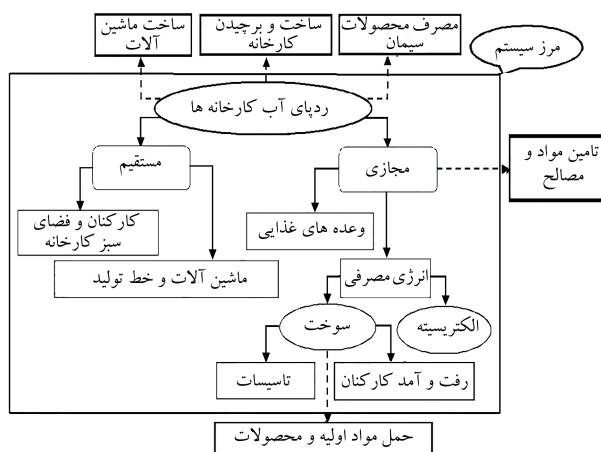 مصرف محصولات
سیمان
ساخت و برچیدن
کارخانه
ساخت ماشین
آلات
مرز سیستم
ردپای آب کارخانه ها
تامین مواد و
مصالح
مجازی
مستقیم
وعده های غذایی
کارکنان و فضای
سبز کارخانه
ماشین آلات و خط تولید
انرژی مصرفی
الکتریسیته
سوخت
رفت و آمد کارکنان
تاسیسات
حمل مواد اولیه و محصولات